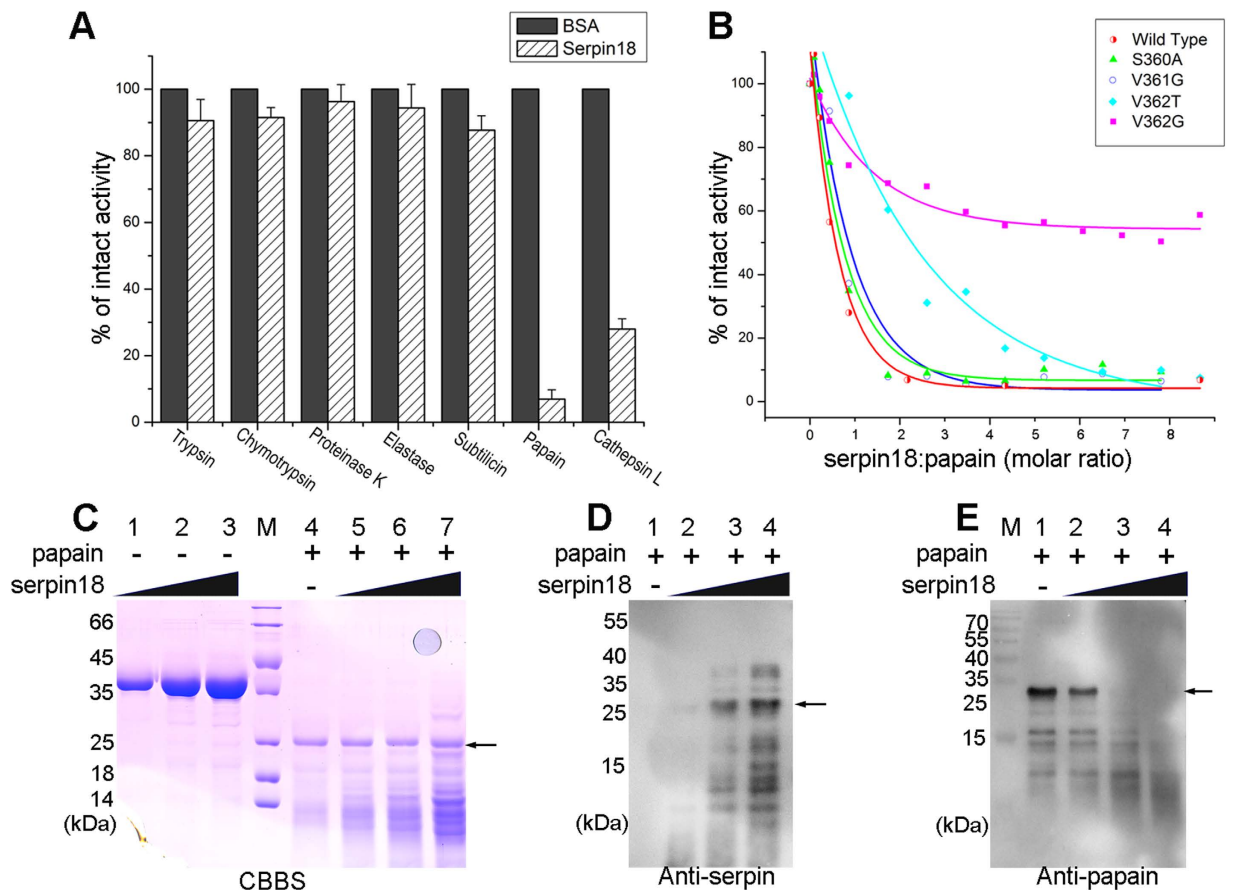 A
BSA
Serpin18
% of intact activity
100
80
60
40
20
0
Trypsin
Chymotrypsin
Proteinase K
Elastase
Subtilicin
Papain
Cathepsin L
B
Wild Type
S360A
V361G
V362T
V362G
% of intact activity
100
80
60
40
20
0
0 1 2 3 4 5 6 7 8
serpin18:papain (molar ratio)
C
1 2 3 M 4 5 6 7
papain - - - + + + +
serpin18 -
66
45
35
25
18
14
(kDa)
CBBS
D
1 2 3 4
papain + + + +
serpin18 -
55
40
35
25
15
(kDa)
Anti-serpin
E
M 1 2 3 4
papain + + + +
serpin18 -
70
55
40
35
25
15
(kDa)
Anti-papain